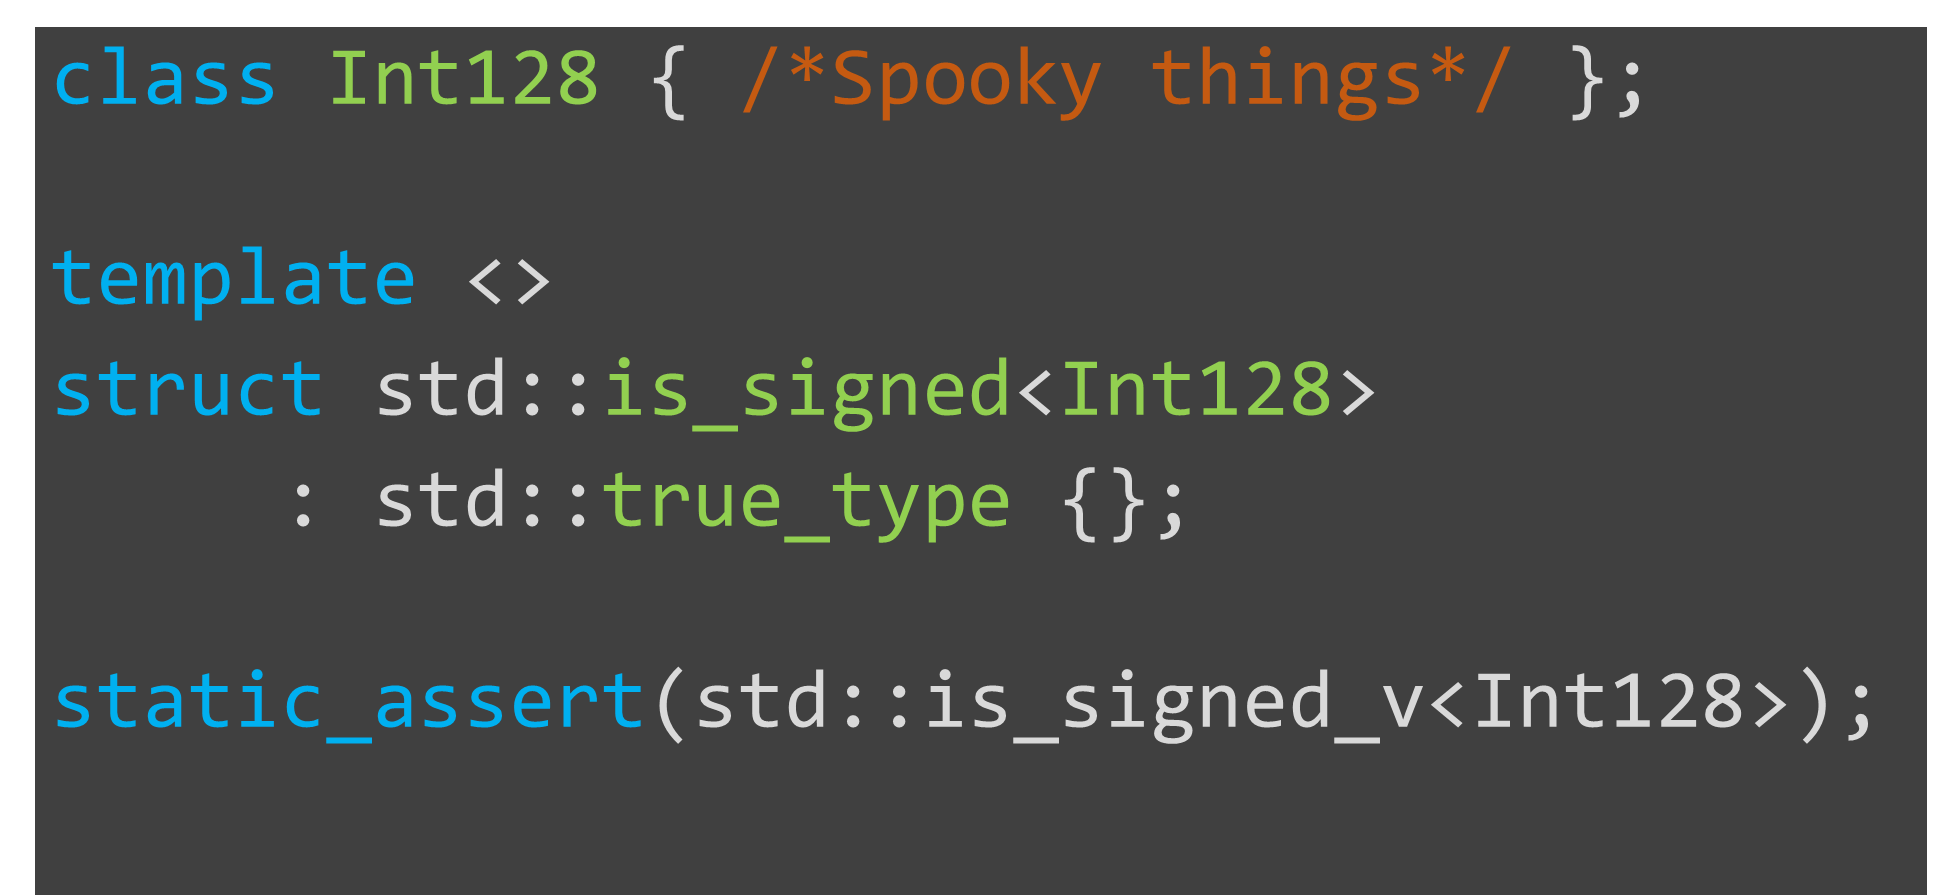 class Int128 { /*Spooky things*/ };
template <>
struct std::is_signed<Int128>
: std::true_type {};
static_assert(std::is_signed_v<Int128>);